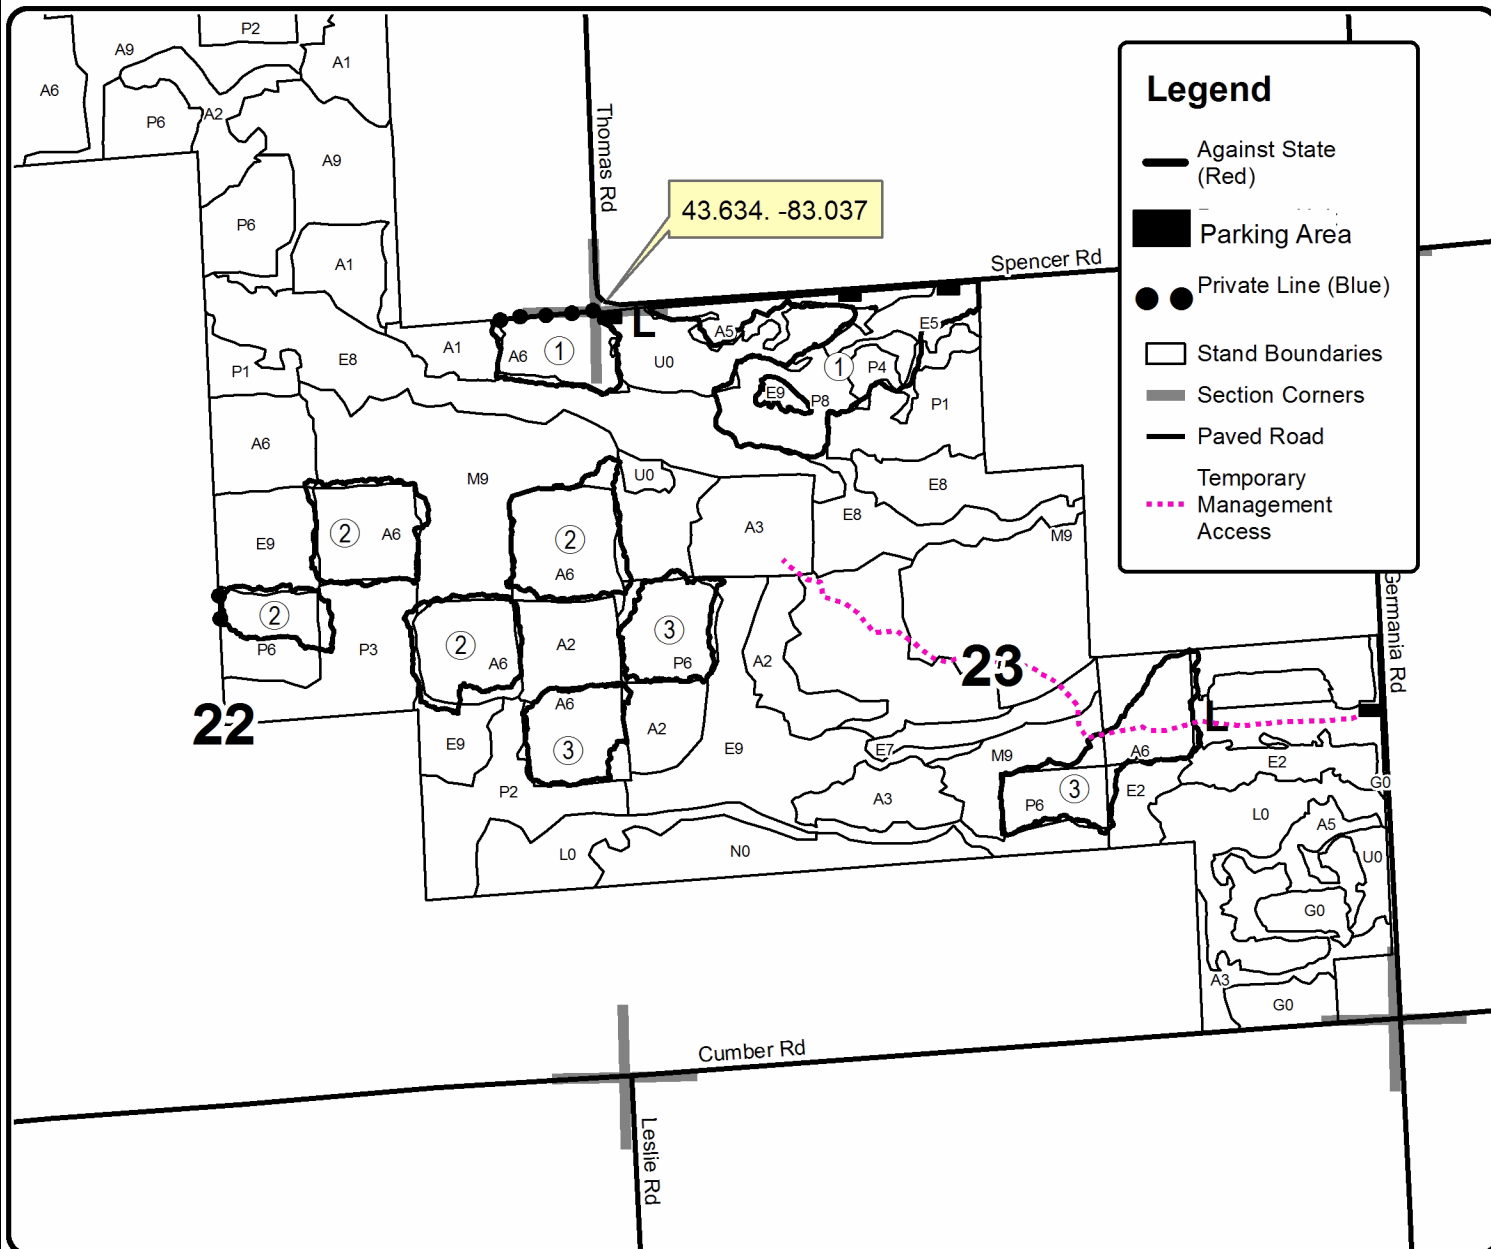 P2
A9
A1
A6
P6
A2
A9
P6
A1
Thomas Rd
43.634. -83.037
Spencer Rd
Legend
Against State
(Red)
Parking Area
Private Line (Blue)
Stand Boundaries
Section Corners
Paved Road
Temporary
Management
Access
L
E5
A5
A1
A6
1
U0
1
P4
E8
P1
E9
P8
P1
A6
M9
U0
E8
A3
E8
M9
E9
2
A6
2
A6
Germania Rd
2
P6
P3
2
A6
A2
3
P6
A2
23
22
A6
A2
E9
3
E9
E7
M9
L
A6
E2
G0
P2
A3
P6
3
E2
L0
A5
L0
N0
U0
G0
A3
G0
Cumber Rd
Leslie Rd